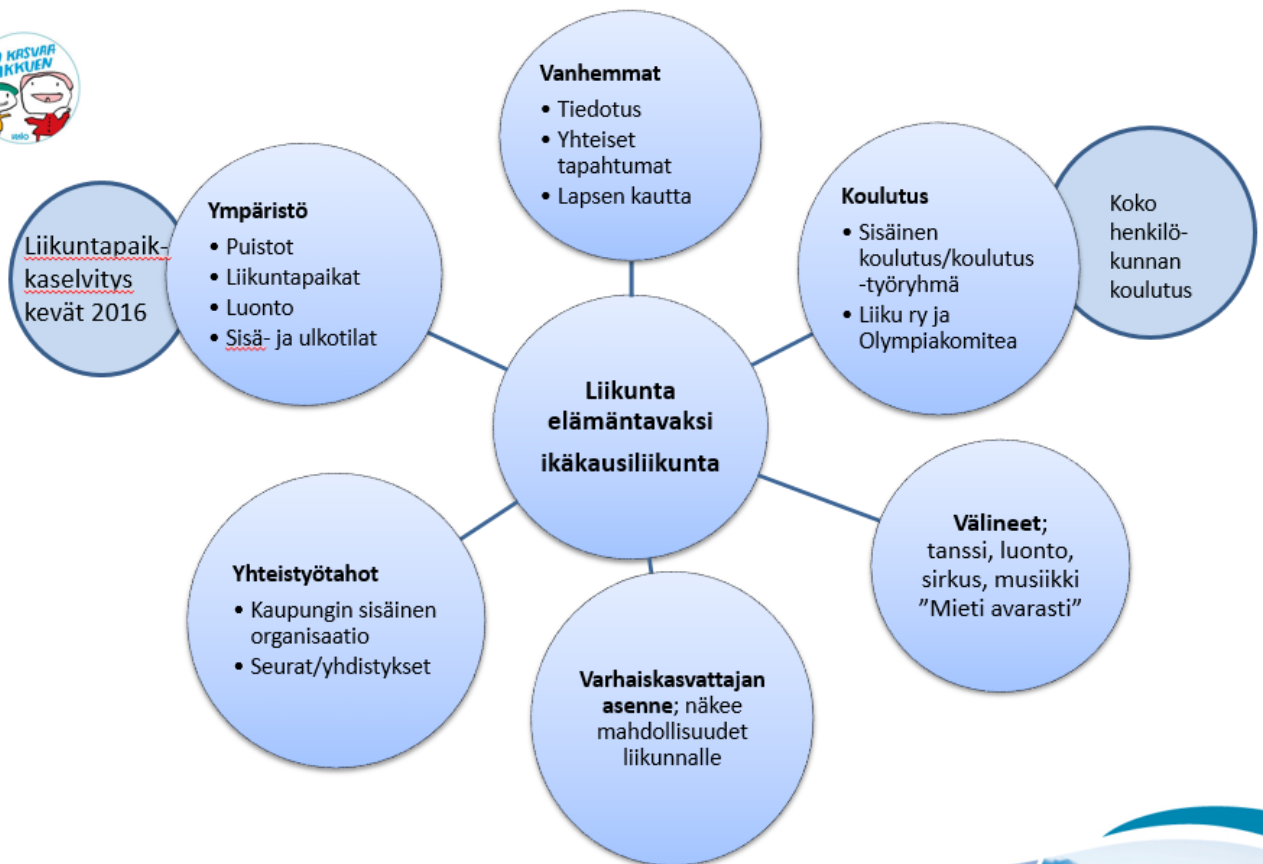 KASVAA
Vanhemmat
• Tiedotus
• Yhteiset
tapahtumat
• Lapsen kautta
Ympäristö
• Puistot
• Liikuntapaikat
• Luonto
• Sisä- ja ulkotilat
Liikuntapaik-
kaselvitys
kevät 2016
Koulutus
• Sisäinen
koulutus/koulutus
-työryhmä
• Liiku ry ja
Olympiakomitea
Koko
henkilö-
kunnan
koulutus
Liikunta
elämäntavaksi
ikäkausiliikunta
Yhteistyötahot
• Kaupungin sisäinen
organisaatio
• Seurat/yhdistykset
Varhaiskasvattajan
asenne; näkee
mahdollisuudet
liikunnalle
Välineet;
tanssi, luonto,
sirkus, musiikki
”Mieti avarasti”